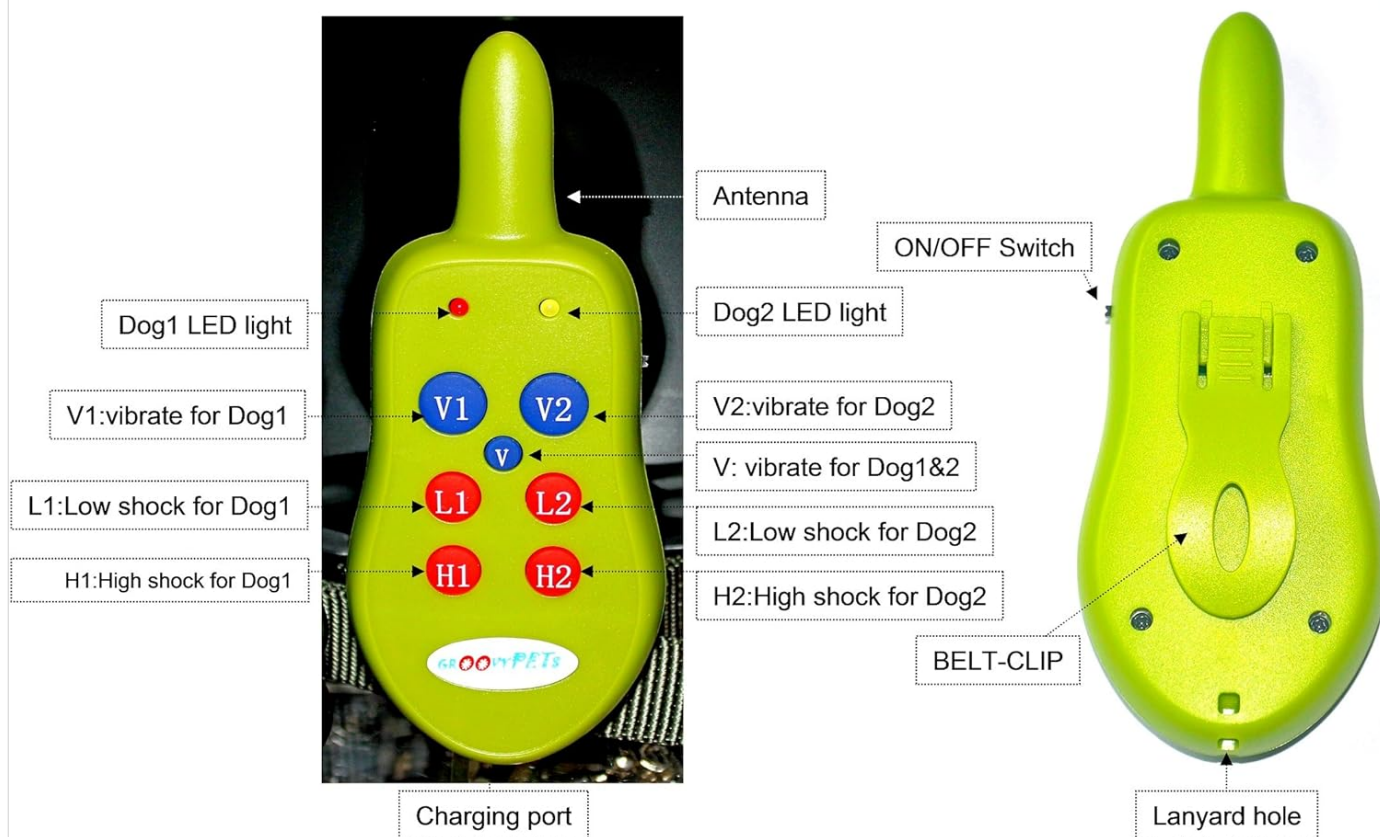 Antenna
ON/OFF Switch
Dog1 LED light
Dog2 LED light
V1:vibrate for Dog1
V1
V2
V2:vibrate for Dog2
V
V: vibrate for Dog1&2
L1:Low shock for Dog1
L1
L2
L2:Low shock for Dog2
H1:High shock for Dog1
H1
H2
H2:High shock for Dog2
BELT-CLIP
GROOVYPETS
Charging port
Lanyard hole